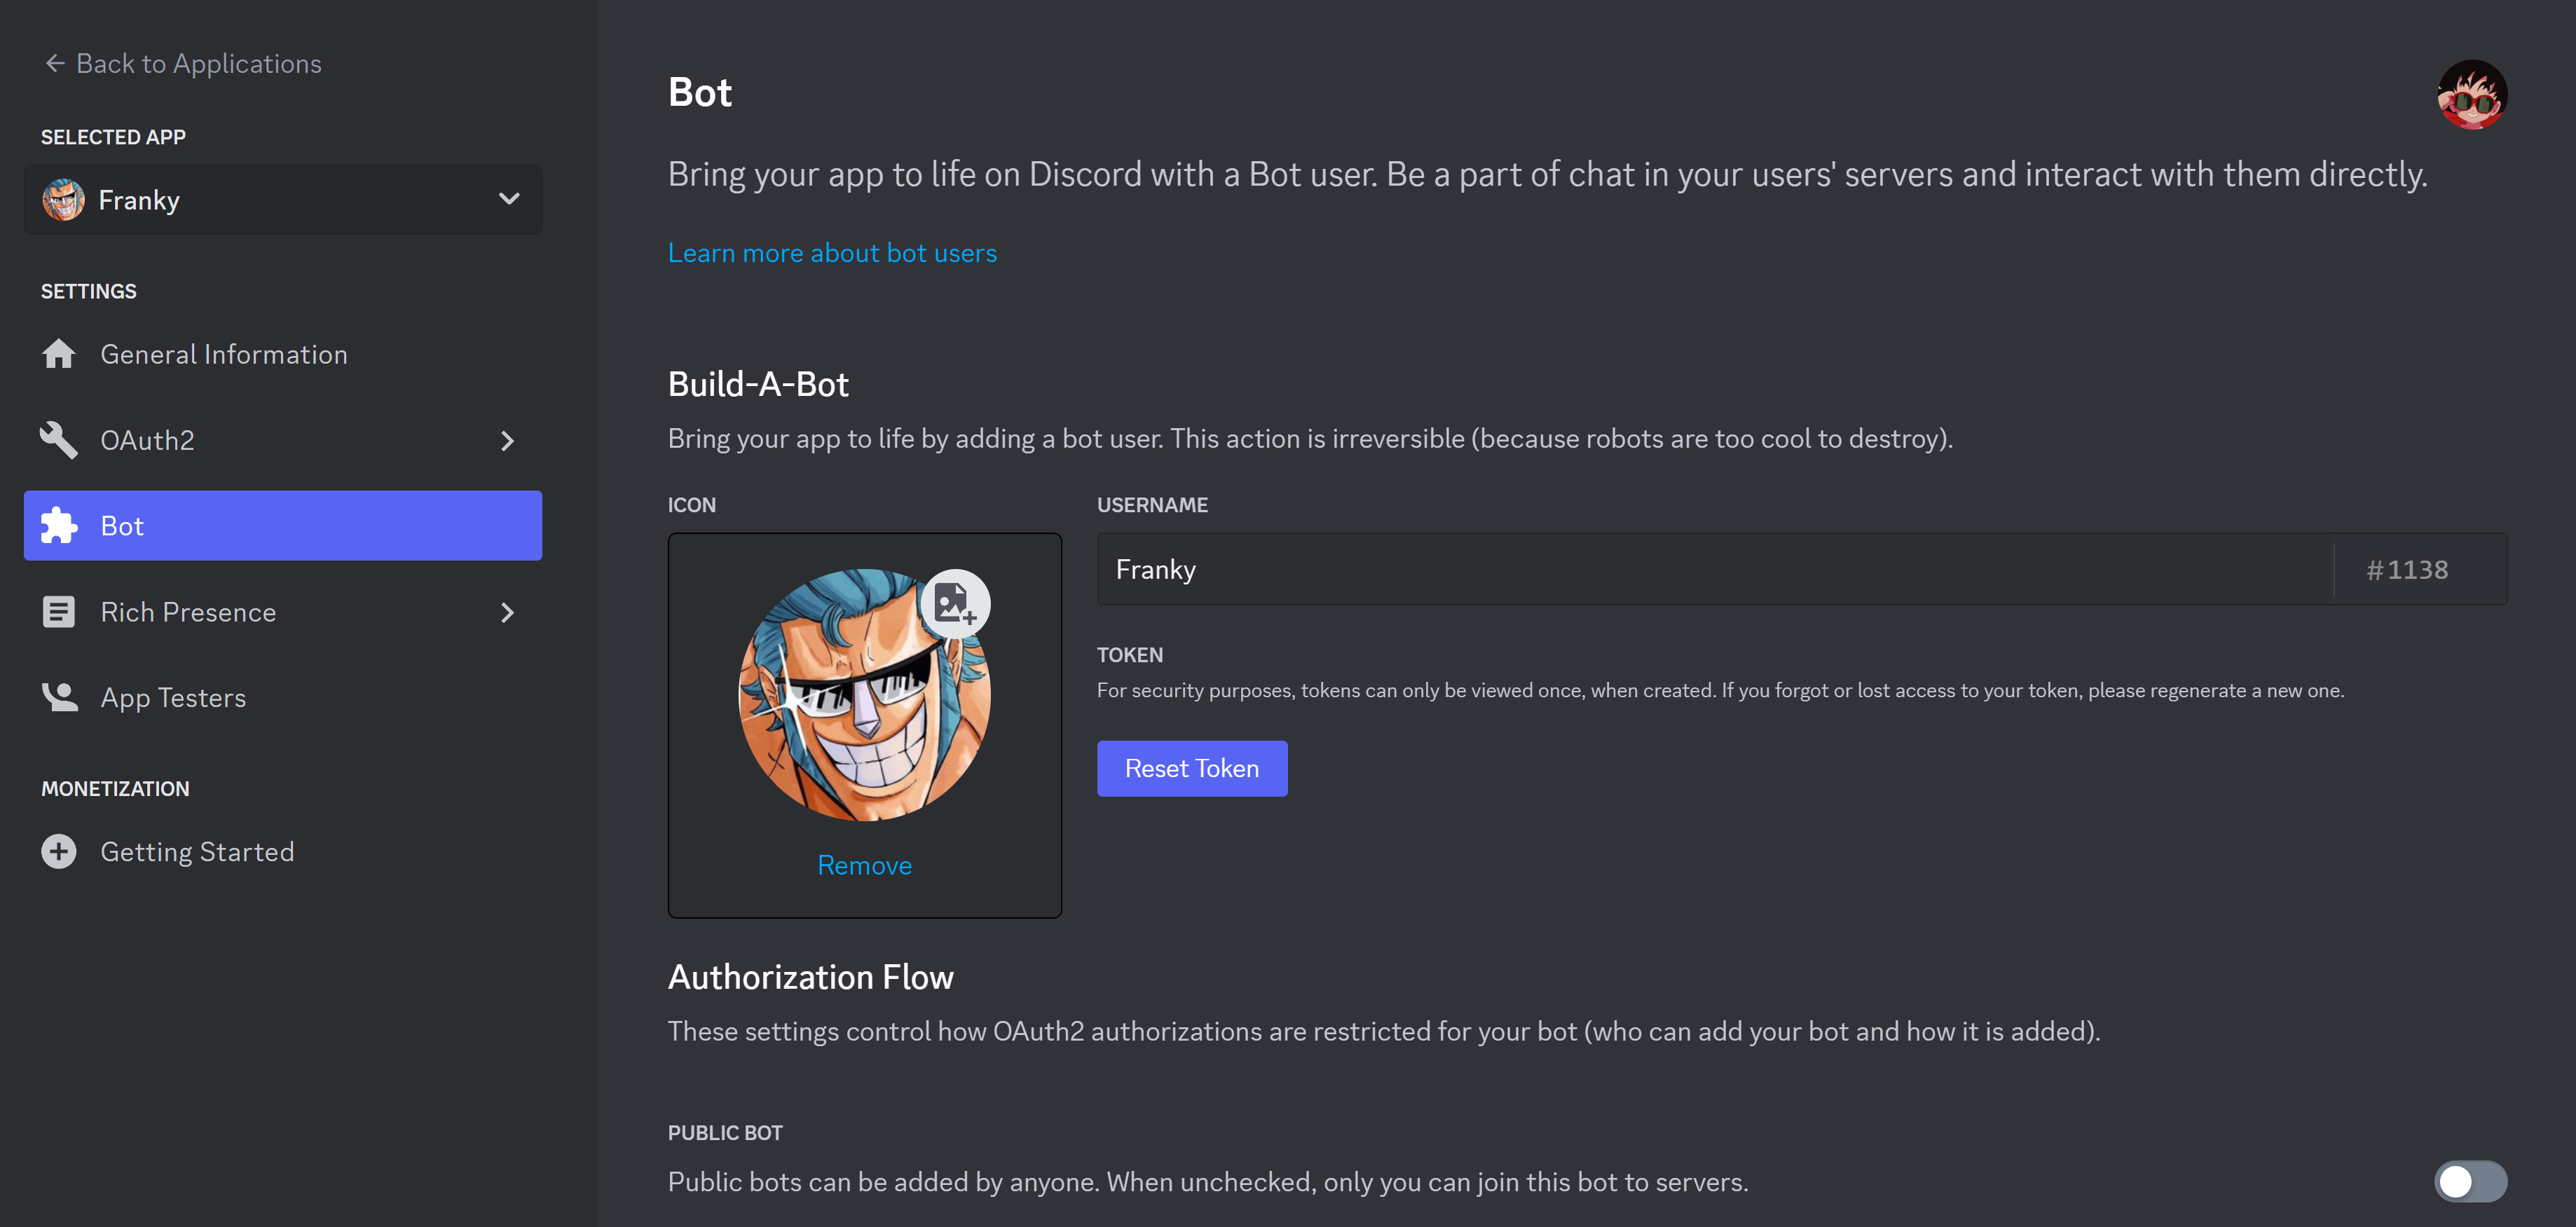 Back to Applications
SELECTED APP
Franky
SETTINGS
General Information
OAuth2
Bot
Rich Presence
App Testers
MONETIZATION
Getting Started
Bot
Bring your app to life on Discord with a Bot user. Be a part of chat in your users' servers and interact with them directly.
Learn more about bot users
Build-A-Bot
Bring your app to life by adding a bot user. This action is irreversible (because robots are too cool to destroy).
ICON
Remove
USERNAME
Franky #1138
TOKEN
For security purposes, tokens can only be viewed once, when created. If you forgot or lost access to your token, please regenerate a new one.
Reset Token
Authorization Flow
These settings control how OAuth2 authorizations are restricted for your bot (who can add your bot and how it is added).
PUBLIC BOT
Public bots can be added by anyone. When unchecked, only you can join this bot to servers.